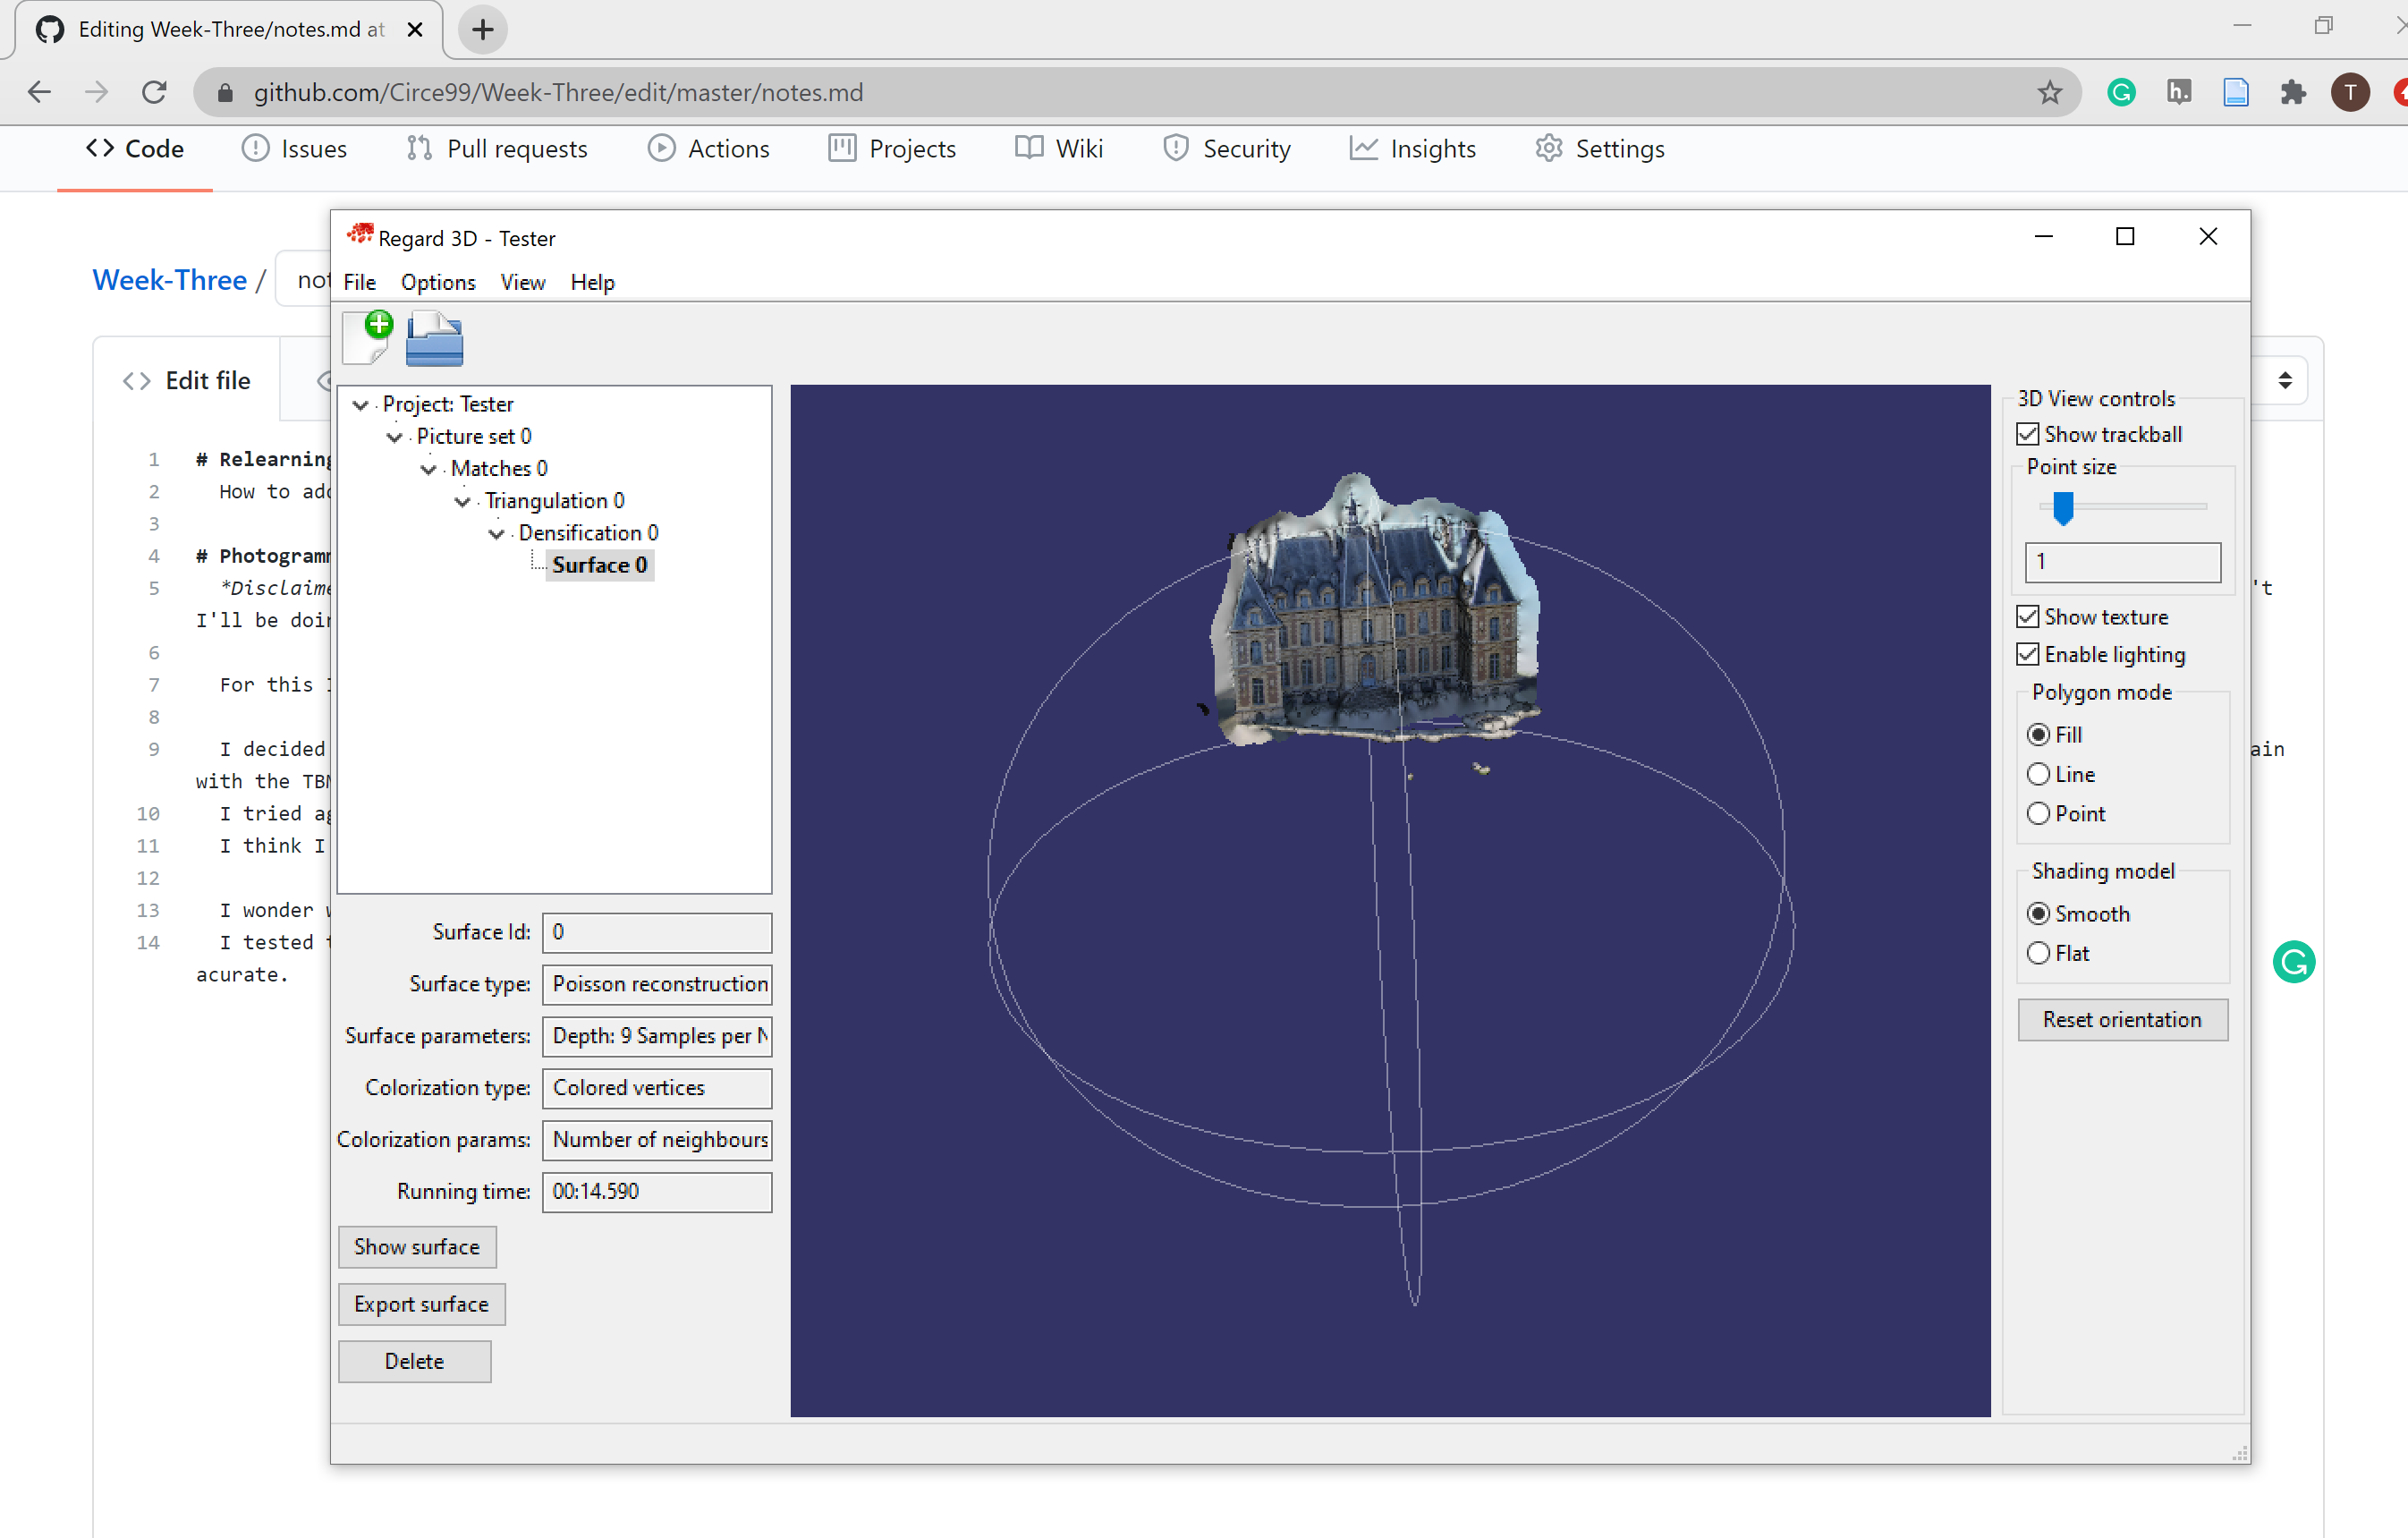 Editing Week-Three/notes.md at
github.com/Circe99/Week-Three/edit/master/notes.md
h.
T
Code Issues Pull requests Actions Projects Wiki Security Insights Settings
Week-Three /
Regard 3D - Tester
File Options View Help
Edit file
1 # Relearning
2 How to add
3
4 # Photogramm
5 *Disclaime
't
I'll be doin
6
7 For this
8
9 I decided
ain
with the TBM
10 I tried
11 I think I
12
13 I wonder
14 I tested
acurate.
Project: Tester
Picture set 0
Matches 0
Triangulation 0
Densification 0
Surface 0
Surface Id: 0
Surface type: Poisson reconstruction
Surface parameters: Depth: 9 Samples per N
Colorization type: Colored vertices
Colorization params: Number of neighbours
Running time: 00:14.590
Show surface
Export surface
Delete
3D View controls
Show trackball
Point size
1
Show texture
Enable lighting
Polygon mode
Fill
Line
Point
Shading model
Smooth
Flat
Reset orientation